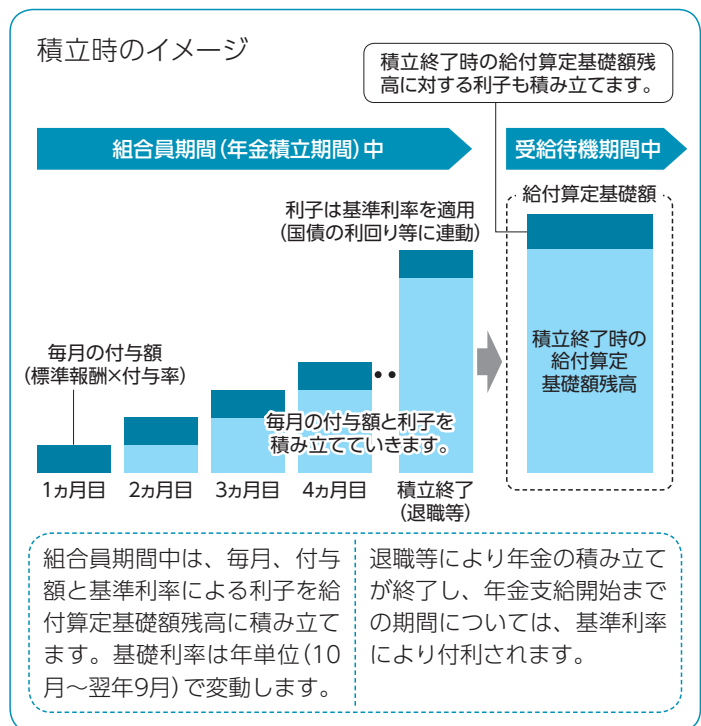 積立時のイメージ
積立終了時の給付算定基礎額残
高に対する利子も積み立てます。
組合員期間（年金積立期間）中
受給待機期間中
給付算定基礎額
利子は基準利率を適用
（国債の利回り等に連動）
毎月の付与額
（標準報酬×付与率）
積立終了時の
給付算定
基礎額残高
毎月の付与額と利子を
積み立てていきます。
1ヵ月目
2ヵ月目
3ヵ月目
4ヵ月目
積立終了
（退職等）
組合員期間中は、毎月、付与
額と基準利率による利子を給
付算定基礎額残高に積み立て
ます。基礎利率は年単位（10
月～翌年9月）で変動します。
退職等により年金の積み立て
が終了し、年金支給開始まで
の期間については、基準利率
により付利されます。